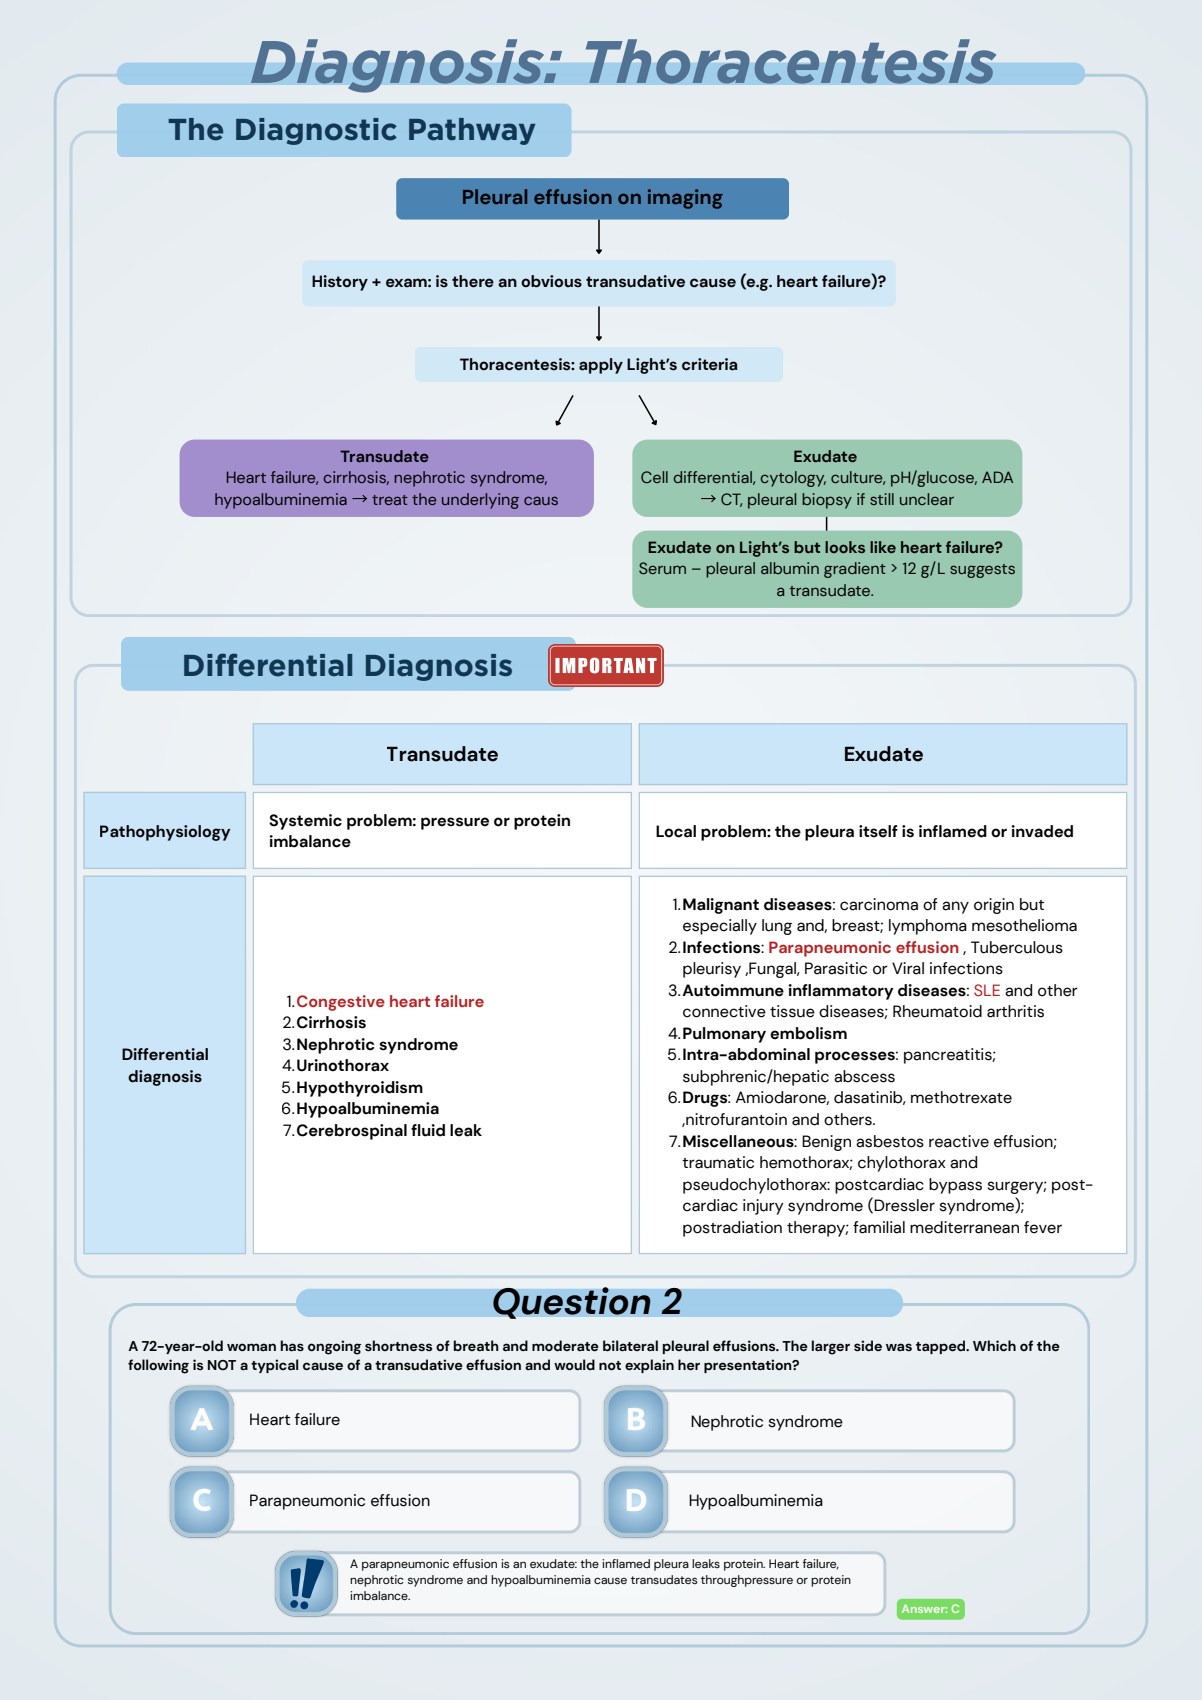 Diagnosis: Thoracentesis
The Diagnostic Pathway
Pleural effusion on imaging
History + exam: is there an obvious transudative cause (e.g. heart failure)?
Thoracentesis: apply Light's criteria
Transudate
Heart failure, cirrhosis, nephrotic syndrome,
hypoalbuminemia → treat the underlying caus
Exudate
Cell differential, cytology, culture, pH/glucose, ADA
→ CT, pleural biopsy if still unclear
Exudate on Light's but looks like heart failure?
Serum – pleural albumin gradient > 12 g/L suggests
a transudate.
Differential Diagnosis
IMPORTANT
Transudate
Exudate
Pathophysiology
Systemic problem: pressure or protein
imbalance
Local problem: the pleura itself is inflamed or invaded
Differential
diagnosis
1. Congestive heart failure
2. Cirrhosis
3. Nephrotic syndrome
4. Urinothorax
5. Hypothyroidism
6. Hypoalbuminemia
7. Cerebrospinal fluid leak
1. Malignant diseases: carcinoma of any origin but
especially lung and, breast; lymphoma mesothelioma
2. Infections: Parapneumonic effusion , Tuberculous
pleurisy ,Fungal, Parasitic or Viral infections
3. Autoimmune inflammatory diseases: SLE and other
connective tissue diseases; Rheumatoid arthritis
4. Pulmonary embolism
5. Intra-abdominal processes: pancreatitis;
subphrenic/hepatic abscess
6. Drugs: Amiodarone, dasatinib, methotrexate
,nitrofurantoin and others.
7. Miscellaneous: Benign asbestos reactive effusion;
traumatic hemothorax; chylothorax and
pseudochylothorax: postcardiac bypass surgery; post-
cardiac injury syndrome (Dressler syndrome);
postradiation therapy; familial mediterranean fever
Question 2
A 72-year-old woman has ongoing shortness of breath and moderate bilateral pleural effusions. The larger side was tapped. Which of the
following is NOT a typical cause of a transudative effusion and would not explain her presentation?
A Heart failure
B Nephrotic syndrome
C Parapneumonic effusion
D Hypoalbuminemia
A parapneumonic effusion is an exudate: the inflamed pleura leaks protein. Heart failure,
nephrotic syndrome and hypoalbuminemia cause transudates throughpressure or protein
imbalance.
Answer: C